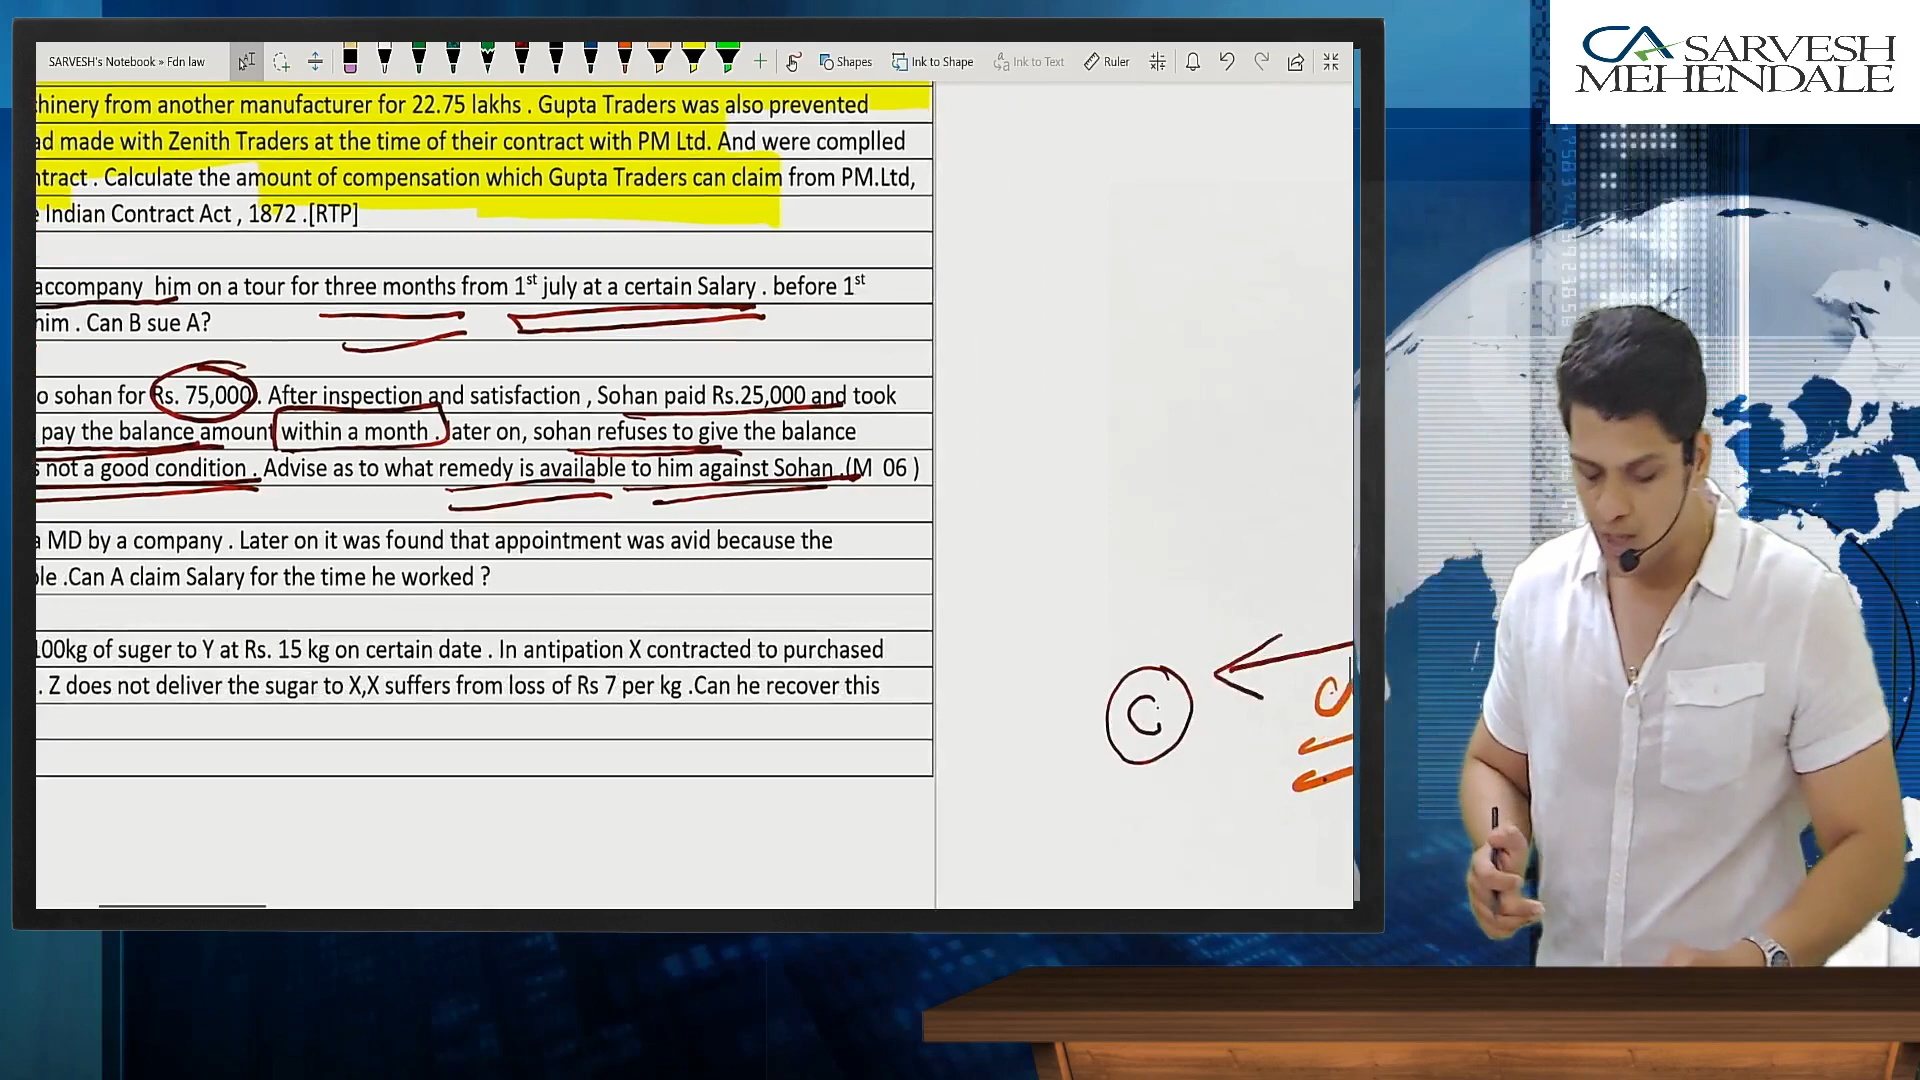 CA SARVESH
MEHENDALE
SARVESH's Notebook » Fdn law
Shapes
Ink to Shape
Ink to Text
Ruler
chinery from another manufacturer for 22.75 lakhs . Gupta Traders was also prevented
ad made with Zenith Traders at the time of their contract with PM Ltd. And were complled
ntract . Calculate the amount of compensation which Gupta Traders can claim from PM.Ltd,
e Indian Contract Act , 1872 .[RTP]
accompany him on a tour for three months from 1st july at a certain Salary . before 1st
him . Can B sue A?
o sohan for Rs. 75,000 . After inspection and satisfaction , Sohan paid Rs.25,000 and took
pay the balance amount within a month . later on, sohan refuses to give the balance
s not a good condition . Advise as to what remedy is available to him against Sohan .(M 06 )
a MD by a company . Later on it was found that appointment was avid because the
ble .Can A claim Salary for the time he worked ?
100kg of suger to Y at Rs. 15 kg on certain date . In antipation X contracted to purchased
. Z does not deliver the sugar to X,X suffers from loss of Rs 7 per kg .Can he recover this
C